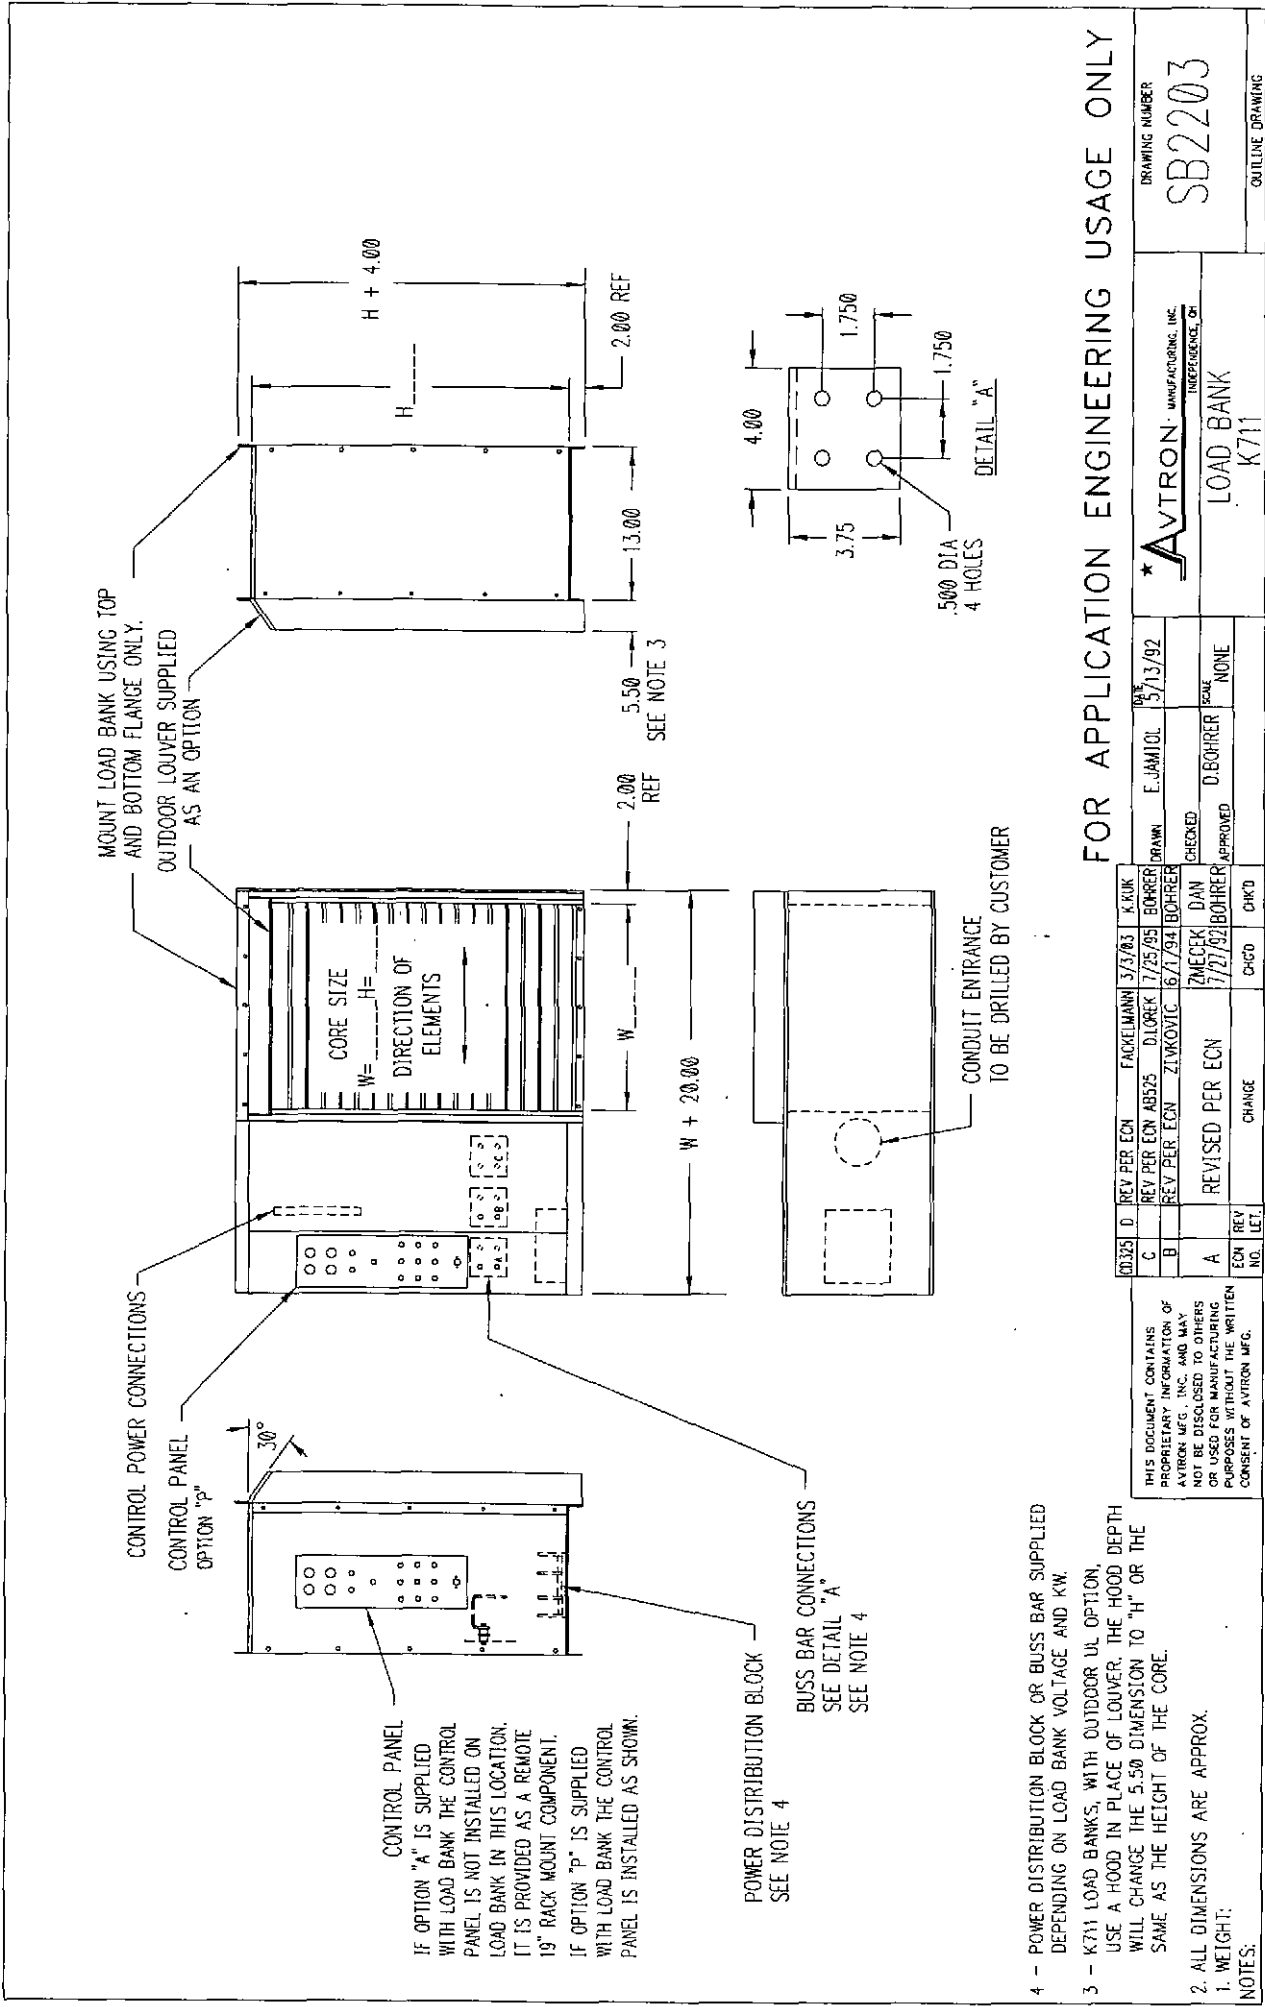 MOUNT LOAD BANK USING TOP
AND BOTTOM FLANGE ONLY.
OUTDOOR LOUVER SUPPLIED
AS AN OPTION
CONTROL POWER CONNECTIONS
CONTROL PANEL
OPTION "P"
30°
CONTROL PANEL
IF OPTION "A" IS SUPPLIED
WITH LOAD BANK THE CONTROL
PANEL IS NOT INSTALLED ON
LOAD BANK IN THIS LOCATION.
IT IS PROVIDED AS A REMOTE
19" RACK MOUNT COMPONENT.
IF OPTION "P" IS SUPPLIED
WITH LOAD BANK THE CONTROL
PANEL IS INSTALLED AS SHOWN.
CORE SIZE
W=______H=______
DIRECTION OF
ELEMENTS
A
B
C
W______
2.00
REF
W + 20.00
H + 4.00
H______
2.00 REF
13.00
5.50
SEE NOTE 3
POWER DISTRIBUTION BLOCK
SEE NOTE 4
BUSS BAR CONNECTIONS
SEE DETAIL "A"
SEE NOTE 4
CONDUIT ENTRANCE
TO BE DRILLED BY CUSTOMER
4.00
3.75
1.750
1.750
.500 DIA
4 HOLES
DETAIL "A"
4 - POWER DISTRIBUTION BLOCK OR BUSS BAR SUPPLIED
DEPENDING ON LOAD BANK VOLTAGE AND KW.
3 - K711 LOAD BANKS, WITH OUTDOOR UL OPTION,
USE A HOOD IN PLACE OF LOUVER. THE HOOD DEPTH
WILL CHANGE THE 5.50 DIMENSION TO "H" OR THE
SAME AS THE HEIGHT OF THE CORE.
2. ALL DIMENSIONS ARE APPROX.
1. WEIGHT:
NOTES:
FOR APPLICATION ENGINEERING USAGE ONLY
THIS DOCUMENT CONTAINS
PROPRIETARY INFORMATION OF
AVTRON MFG., INC. AND MAY
NOT BE DISCLOSED TO OTHERS
OR USED FOR MANUFACTURING
PURPOSES WITHOUT THE WRITTEN
CONSENT OF AVTRON MFG.
CD325 D REV PER ECN FACKELMANN 3/3/03 K.KUK
C REV PER ECN AB525 D.LOREK 7/25/95 BOHRER
B REV PER ECN ZIVKOVIC 6/1/94 BOHRER
A REVISED PER ECN ZMECEK 7/27/92 DAN BOHRER
ECN NO. REV LET. CHANGE CHG'D CHK'D
DRAWN E.JAMIOL DATE 5/13/92
CHECKED
APPROVED D.BOHRER SCALE NONE
AVTRON MANUFACTURING, INC.
INDEPENDENCE, OH
LOAD BANK
K711
DRAWING NUMBER
SB2203
OUTLINE DRAWING